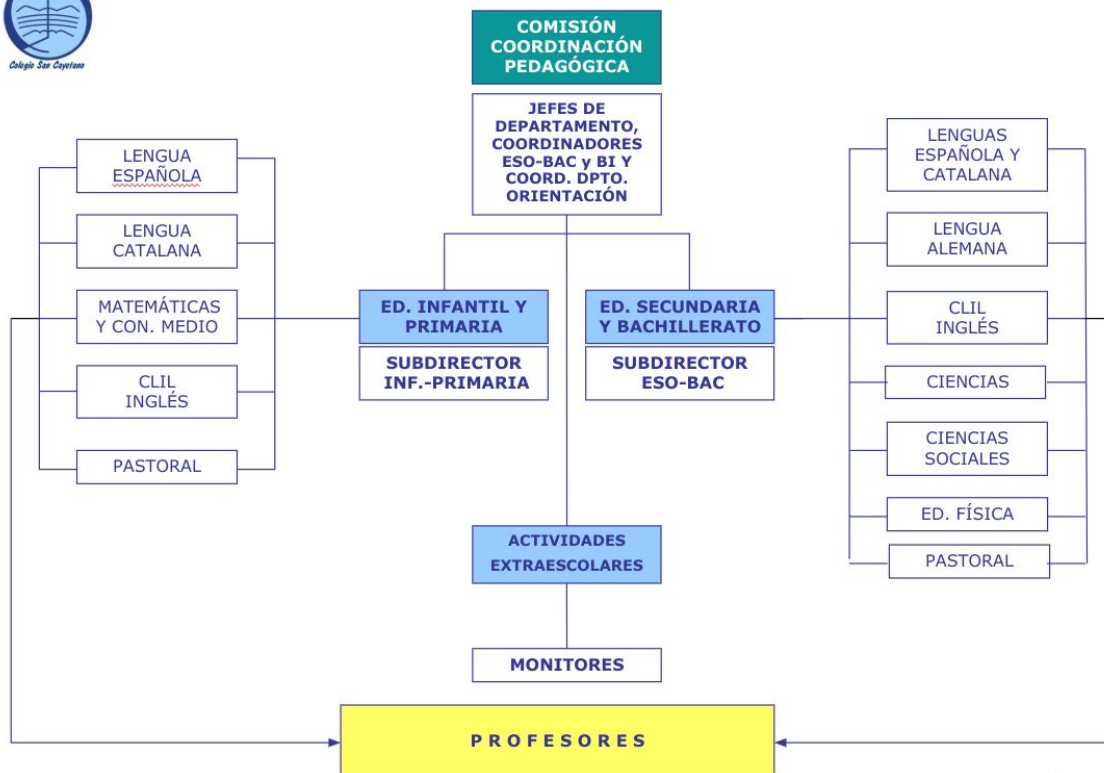 Colegio San Cayetano
COMISIÓN
COORDINACIÓN
PEDAGÓGICA
JEFES DE
DEPARTAMENTO,
COORDINADORES
ESO-BAC y BI Y
COORD. DPTO.
ORIENTACIÓN
LENGUA
ESPAÑOLA
LENGUA
CATALANA
MATEMÁTICAS
Y CON. MEDIO
CLIL
INGLÉS
PASTORAL
ED. INFANTIL Y
PRIMARIA
SUBDIRECTOR
INF.-PRIMARIA
ED. SECUNDARIA
Y BACHILLERATO
SUBDIRECTOR
ESO-BAC
LENGUAS
ESPAÑOLA Y
CATALANA
LENGUA
ALEMANA
CLIL
INGLÉS
CIENCIAS
CIENCIAS
SOCIALES
ED. FÍSICA
PASTORAL
ACTIVIDADES
EXTRAESCOLARES
MONITORES
PROFESORES